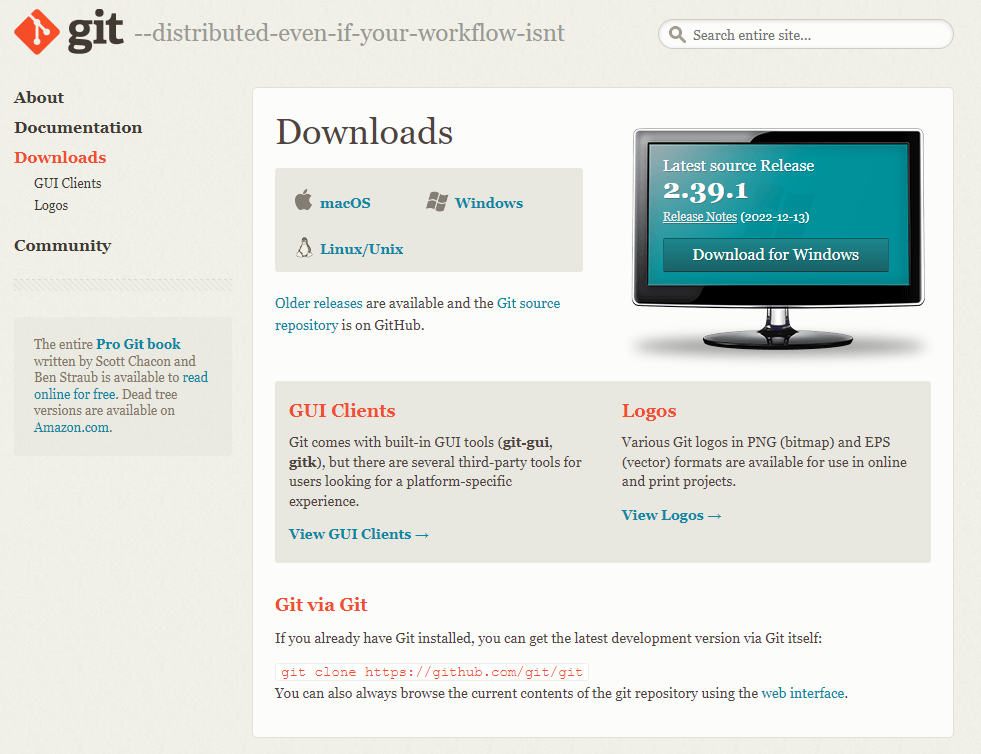 git --distributed-even-if-your-workflow-isnt
Search entire site...
About
Documentation
Downloads
GUI Clients
Logos
Community
The entire Pro Git book
written by Scott Chacon and
Ben Straub is available to read
online for free. Dead tree
versions are available on
Amazon.com.
Downloads
macOS
Windows
Linux/Unix
Older releases are available and the Git source
repository is on GitHub.
Latest source Release
2.39.1
Release Notes (2022-12-13)
Download for Windows
GUI Clients
Git comes with built-in GUI tools (git-gui,
gitk), but there are several third-party tools for
users looking for a platform-specific
experience.
View GUI Clients →
Logos
Various Git logos in PNG (bitmap) and EPS
(vector) formats are available for use in online
and print projects.
View Logos →
Git via Git
If you already have Git installed, you can get the latest development version via Git itself:
git clone https://github.com/git/git
You can also always browse the current contents of the git repository using the web interface.